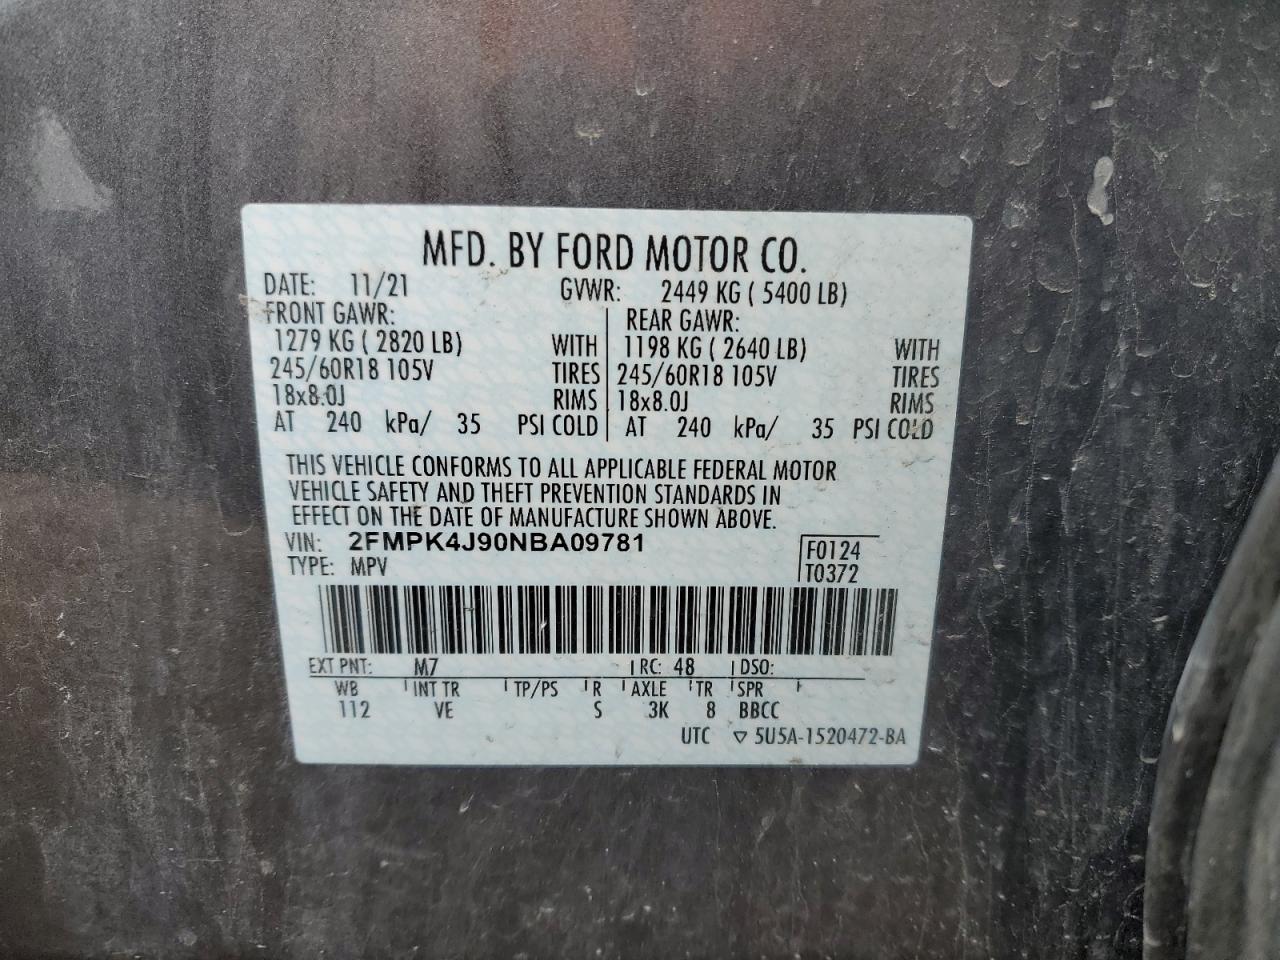 MFD. BY FORD MOTOR CO.
DATE: 11/21 GVWR: 2449 KG ( 5400 LB)
FRONT GAWR: REAR GAWR:
1279 KG ( 2820 LB) WITH 1198 KG ( 2640 LB) WITH
245/60R18 105V TIRES 245/60R18 105V TIRES
18x8.0J RIMS 18x8.0J RIMS
AT 240 kPa/ 35 PSI COLD AT 240 kPa/ 35 PSI COLD
THIS VEHICLE CONFORMS TO ALL APPLICABLE FEDERAL MOTOR
VEHICLE SAFETY AND THEFT PREVENTION STANDARDS IN
EFFECT ON THE DATE OF MANUFACTURE SHOWN ABOVE.
VIN: 2FMPK4J90NBA09781 F0124
TYPE: MPV T0372
EXT PNT: M7 RC: 48 DSO:
WB INT TR TP/PS R AXLE TR SPR
112 VE S 3K 8 BBCC
UTC ▽ 5U5A-1520472-BA